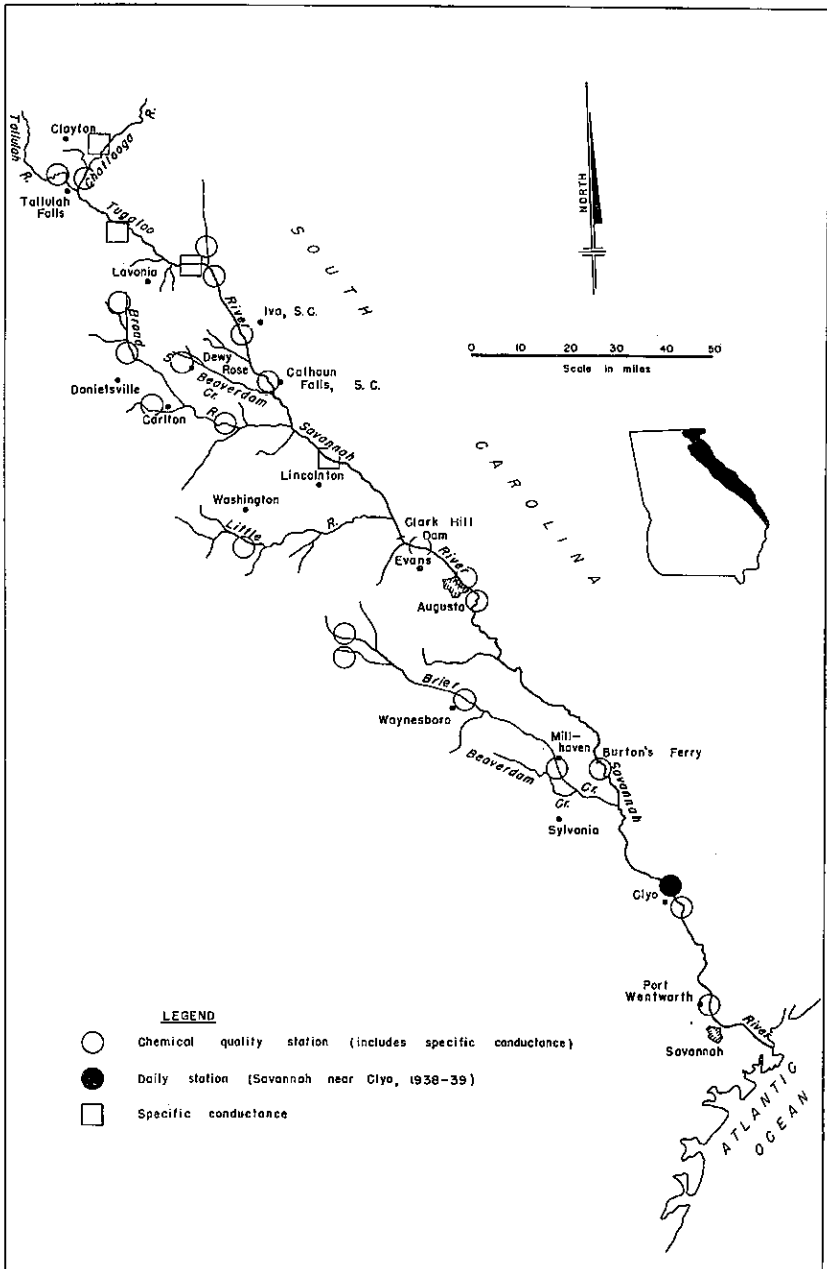 Clayton
R.
Tallulah
R.
Chattooga
Tallulah
Falls
Tugaloo
NORTH
SOUTH
Lavonia
River
Iva, S.C.
Broad
0 10 20 30 40 50
Scale in miles
Dewy
Rose
S.
Beaverdam
Cr.
Calhoun
Falls, S.C.
Danielsville
Carlton
R.
Savannah
CAROLINA
Lincolnton
Washington
Little
R.
Clark Hill
Dam
River
Evans
Augusta
Brier
Waynesboro
Mill-
haven
Burton's Ferry
Beaverdam
Cr.
Cr.
Savannah
Sylvania
Clyo
Port
Wentworth
River
Savannah
ATLANTIC
OCEAN
LEGEND
Chemical quality station (includes specific conductance)
Daily station (Savannah near Clyo, 1938-39)
Specific conductance